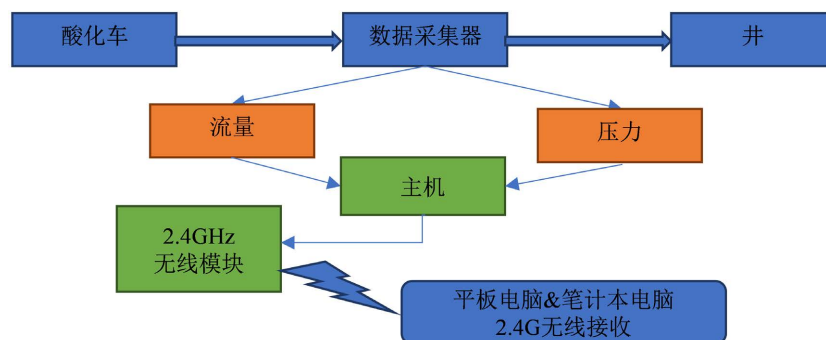 酸化车
数据采集器
井
流量
压力
主机
2.4GHz
无线模块
平板电脑&笔计本电脑
2.4G无线接收